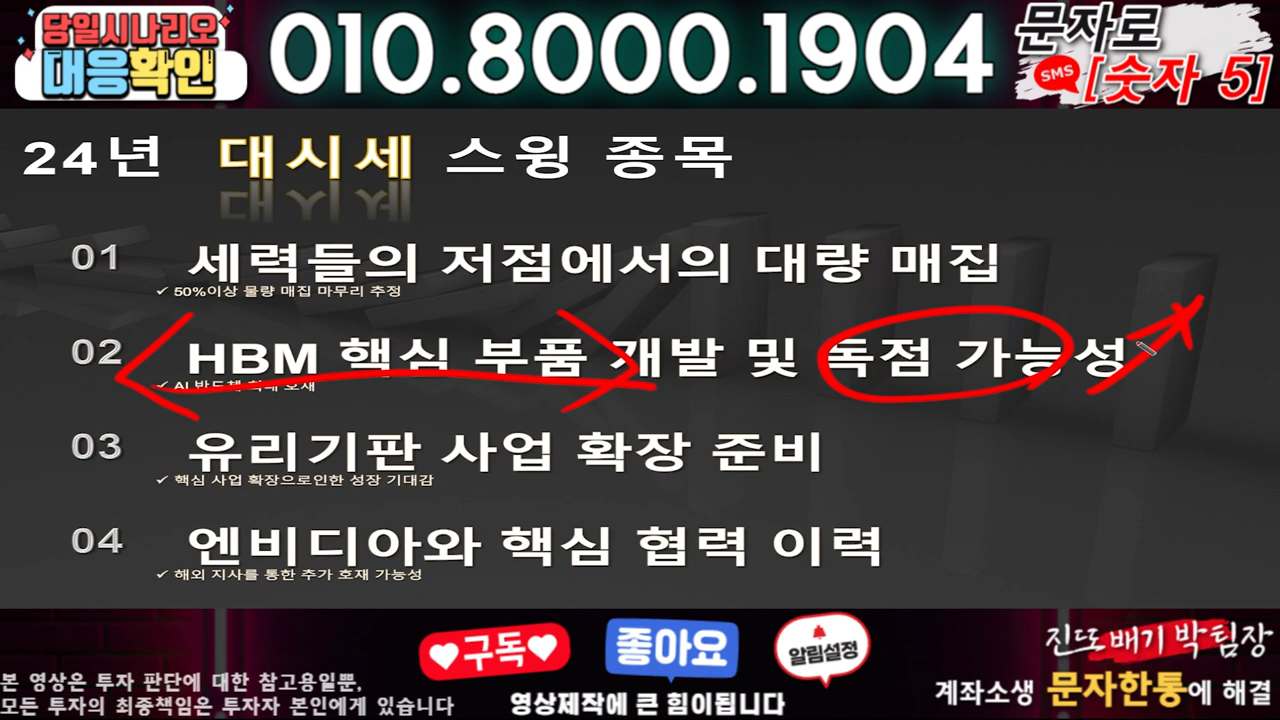 당일시나리오
대응확인
010.8000.1904
문자로
SMS [숫자 5]
24년 대시세 스윙 종목
01 세력들의 저점에서의 대량 매집
✓ 50%이상 물량 매집 마무리 추정
02 HBM 핵심 부품 개발 및 독점 가능성
✓ AI 반도체 확대 호재
03 유리기판 사업 확장 준비
✓ 핵심 사업 확장으로인한 성장 기대감
04 엔비디아와 핵심 협력 이력
✓ 해외 지사를 통한 추가 호재 가능성
본 영상은 투자 판단에 대한 참고용일뿐,
모든 투자의 최종책임은 투자자 본인에게 있습니다
구독
좋아요
알림설정
영상제작에 큰 힘이됩니다
진또배기 박팀장
계좌소생 문자한통에 해결